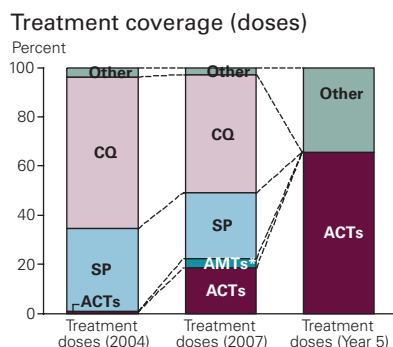 Treatment coverage (doses)
Percent
100
80
60
40
20
0
Other
CQ
SP
ACTs
Other
CQ
SP
AMTs*
ACTs
Other
ACTs
Treatment
doses (2004)
Treatment
doses (2007)
Treatment
doses (Year 5)